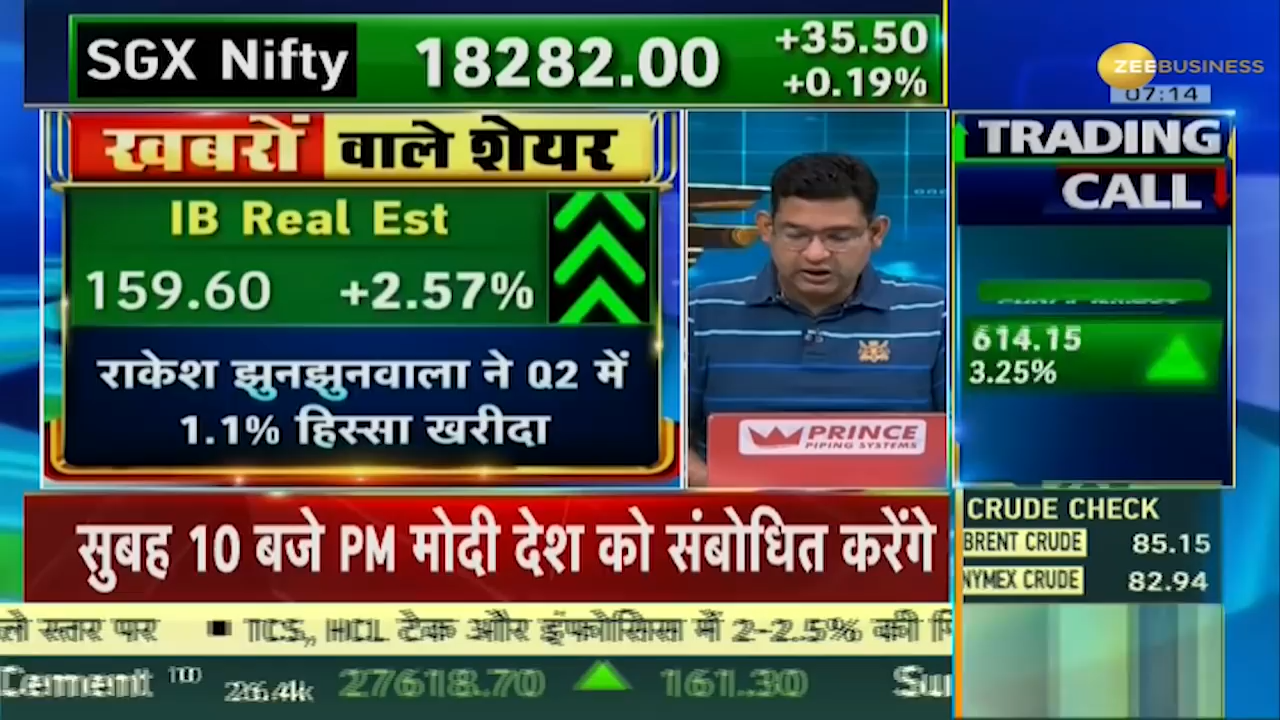 SGX Nifty 18282.00 +35.50
+0.19%
ZEEBUSINESS
07:14
खबरों वाले शेयर
IB Real Est
159.60 +2.57%
राकेश झुनझुनवाला ने Q2 में
1.1% हिस्सा खरीदा
PRINCE
PIPING SYSTEMS
TRADING
CALL
614.15
3.25%
सुबह 10 बजे PM मोदी देश को संबोधित करेंगे
CRUDE CHECK
BRENT CRUDE 85.15
NYMEX CRUDE 82.94
स्तर पार ■ TCS, HCL टेक और इंफोसिस में 2-2.5% की
Cement 27618.70 161.30